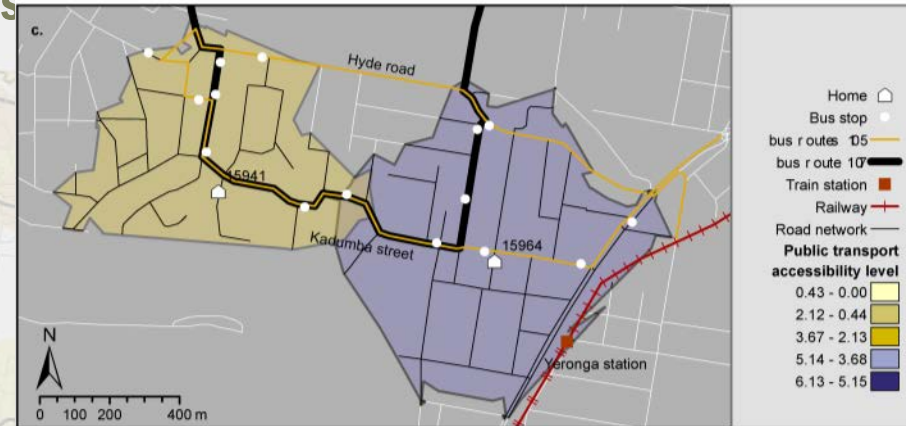 s
c.
Hyde road
15941
Kadumba street
15964
Yeronga station
N
0 100 200 400 m
Home
Bus stop
bus r outes 105
bus r oute 107
Train station
Railway
Road network
Public transport
accessibility level
0.43 - 0.00
2.12 - 0.44
3.67 - 2.13
5.14 - 3.68
6.13 - 5.15